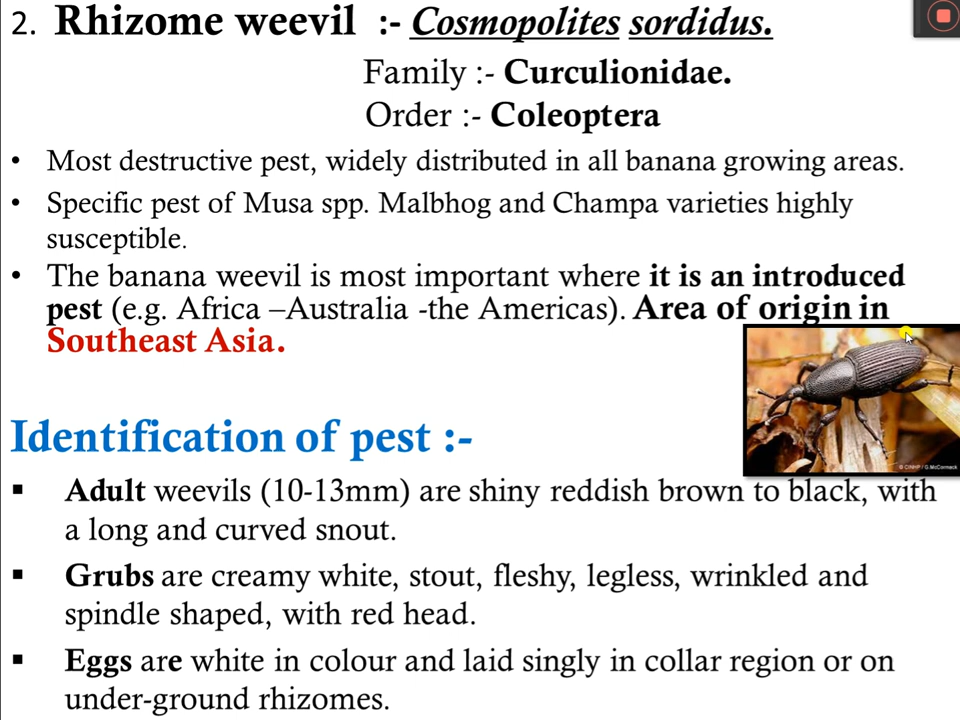 2. Rhizome weevil :- Cosmopolites sordidus.
Family :- Curculionidae.
Order :- Coleoptera
• Most destructive pest, widely distributed in all banana growing areas.
• Specific pest of Musa spp. Malbhog and Champa varieties highly
susceptible.
• The banana weevil is most important where it is an introduced
pest (e.g. Africa –Australia -the Americas). Area of origin in
Southeast Asia.
© CINHP / G.McCormack
Identification of pest :-
▪ Adult weevils (10-13mm) are shiny reddish brown to black, with
a long and curved snout.
▪ Grubs are creamy white, stout, fleshy, legless, wrinkled and
spindle shaped, with red head.
▪ Eggs are white in colour and laid singly in collar region or on
under-ground rhizomes.